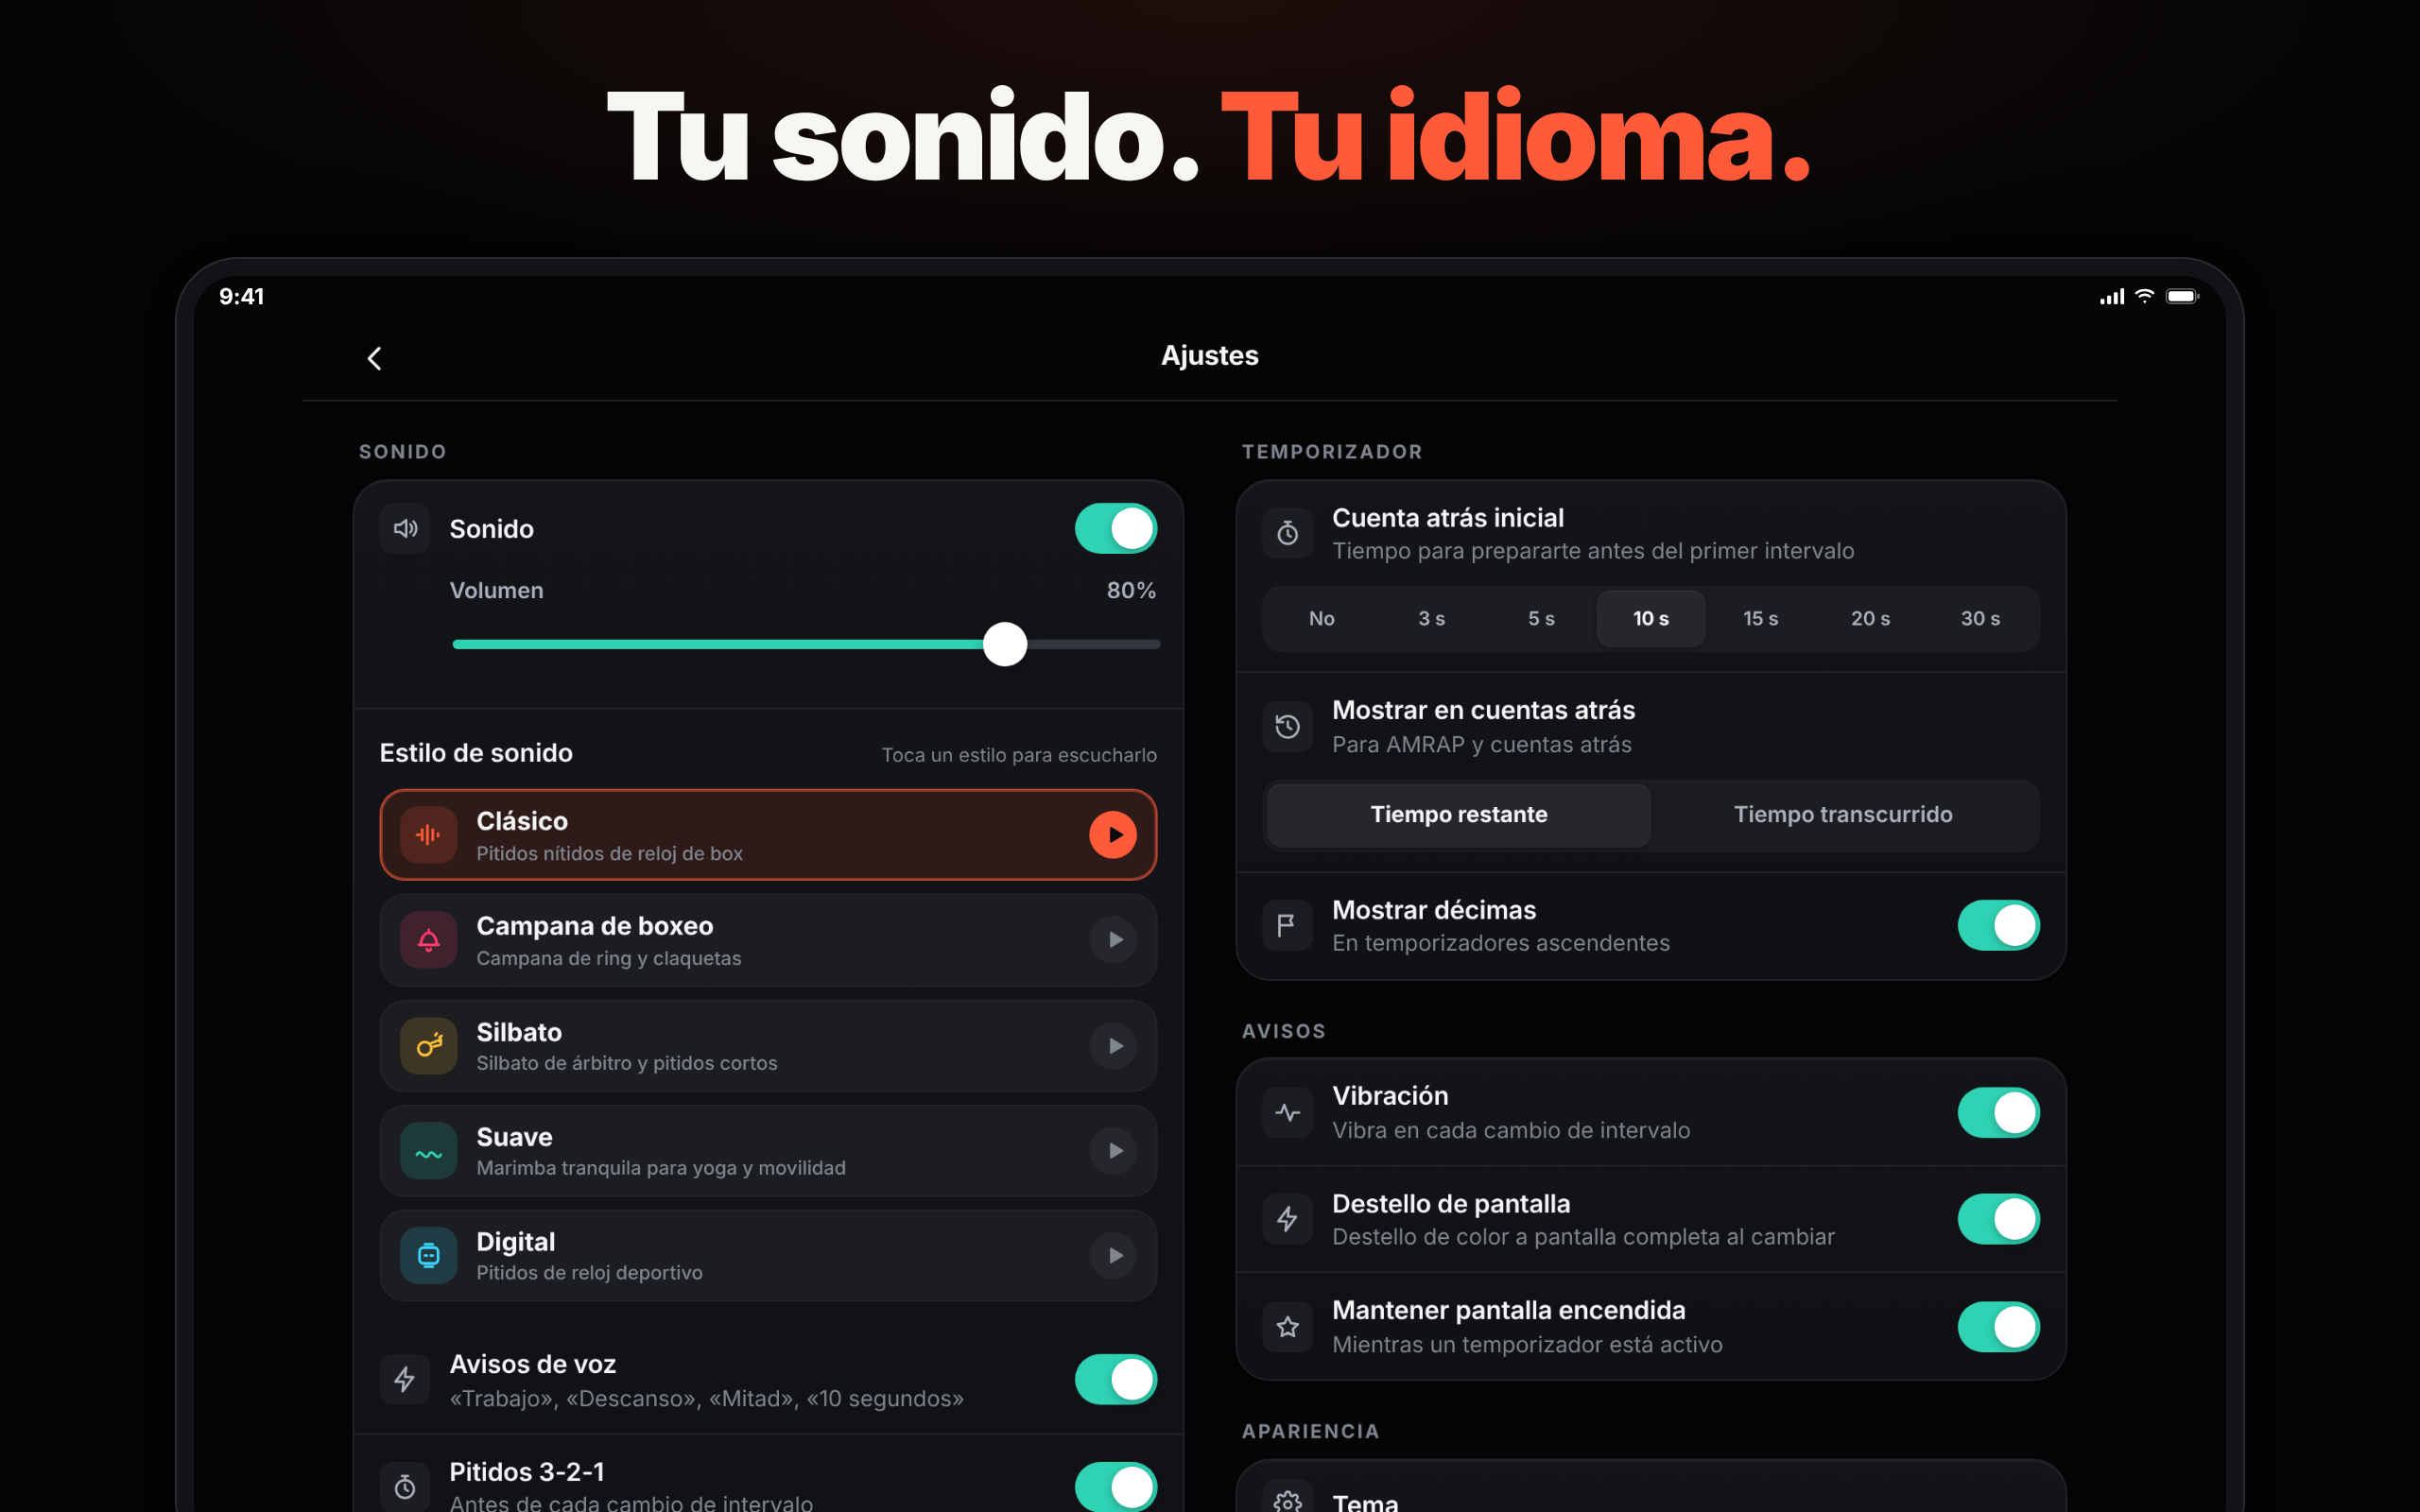 Tu sonido. Tu idioma.
9:41
Ajustes
SONIDO
Sonido
Volumen 80%
Estilo de sonido Toca un estilo para escucharlo
Clásico
Pitidos nítidos de reloj de box
Campana de boxeo
Campana de ring y claquetas
Silbato
Silbato de árbitro y pitidos cortos
Suave
Marimba tranquila para yoga y movilidad
Digital
Pitidos de reloj deportivo
Avisos de voz
«Trabajo», «Descanso», «Mitad», «10 segundos»
Pitidos 3-2-1
Antes de cada cambio de intervalo
TEMPORIZADOR
Cuenta atrás inicial
Tiempo para prepararte antes del primer intervalo
No 3 s 5 s 10 s 15 s 20 s 30 s
Mostrar en cuentas atrás
Para AMRAP y cuentas atrás
Tiempo restante Tiempo transcurrido
Mostrar décimas
En temporizadores ascendentes
AVISOS
Vibración
Vibra en cada cambio de intervalo
Destello de pantalla
Destello de color a pantalla completa al cambiar
Mantener pantalla encendida
Mientras un temporizador está activo
APARIENCIA
Tema